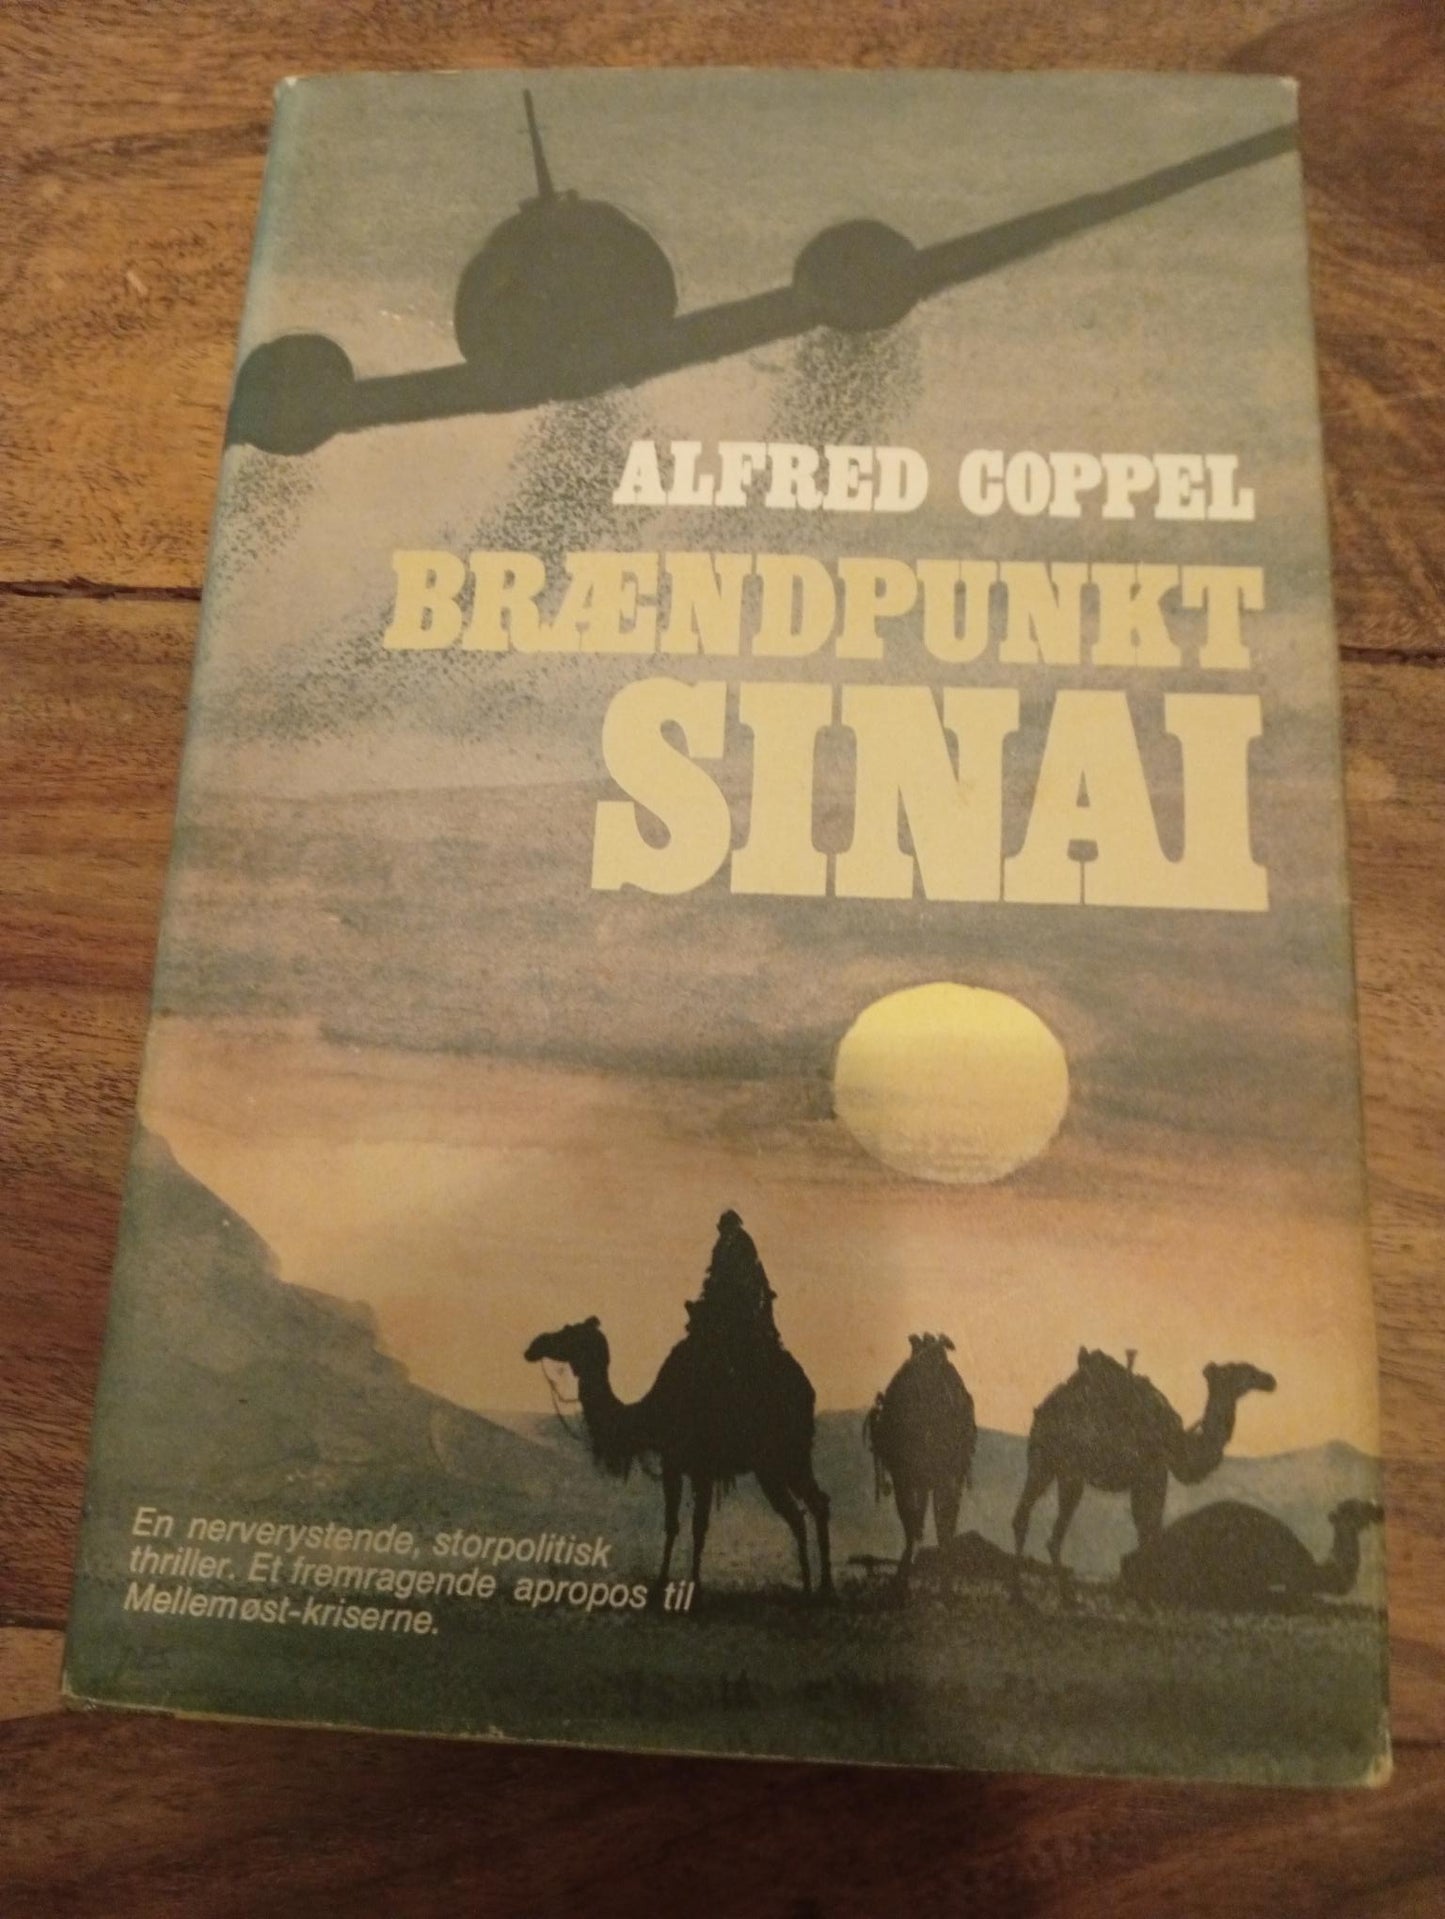 ALFRED COPPEL
BRÆNDPUNKT
SINAI
En nerverystende, storpolitisk
thriller. Et fremragende apropos til
Mellemøst-kriserne.